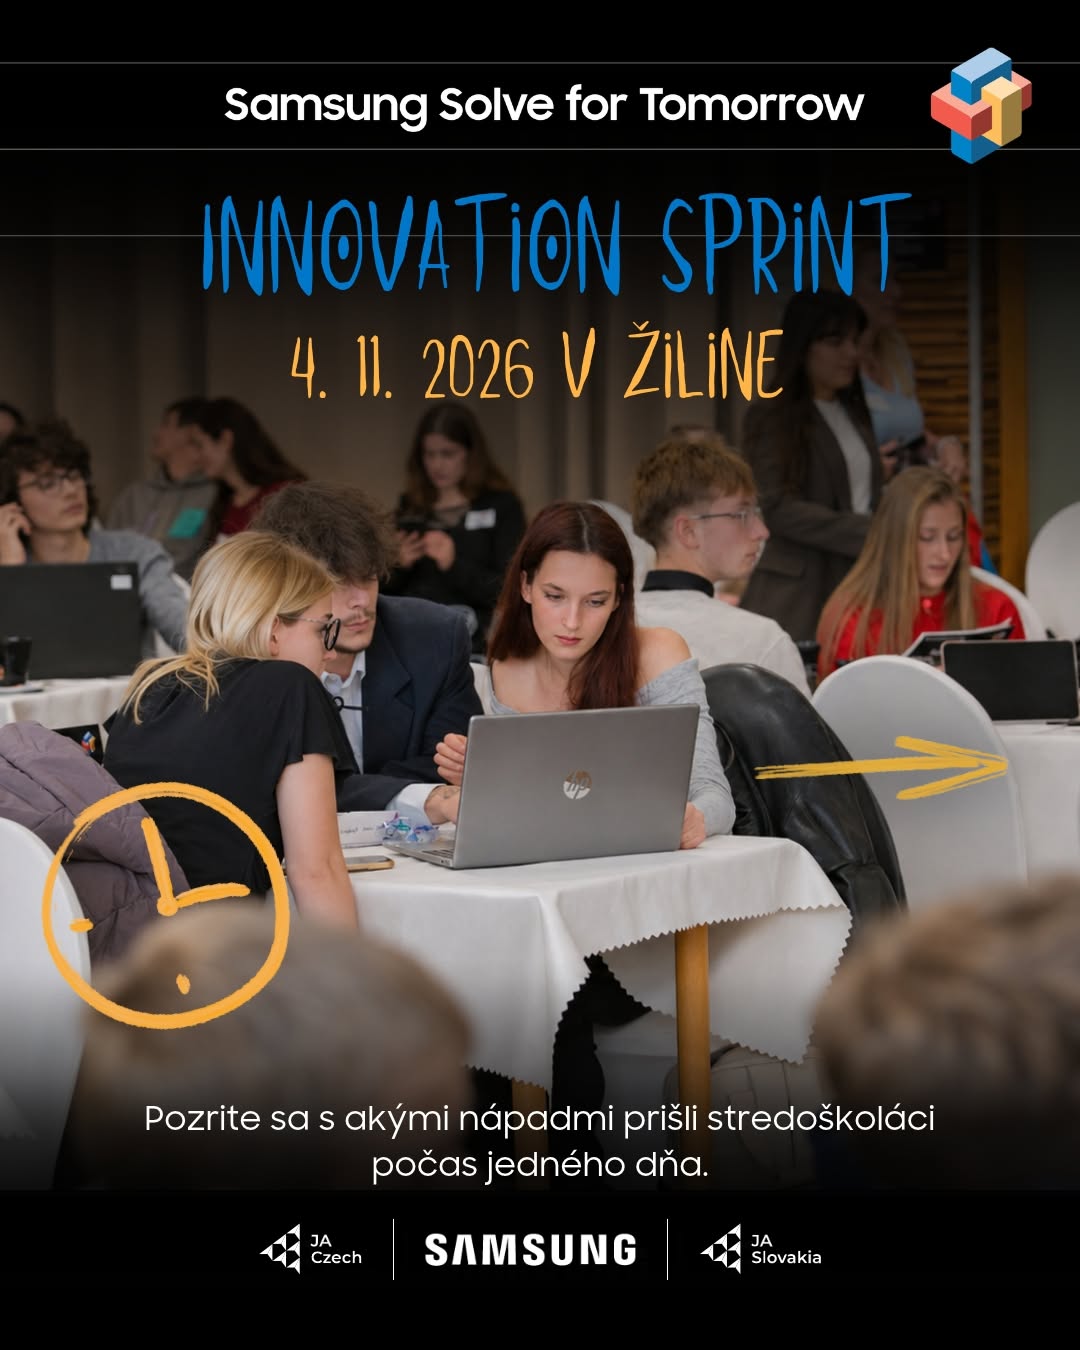 Samsung Solve for Tomorrow
INNOVATiON SPRiNT
4. 11. 2026 V ŽiLiNE
hp
Pozrite sa s akými nápadmi prišli stredoškoláci
počas jedného dňa.
JA
Czech
SAMSUNG
JA
Slovakia